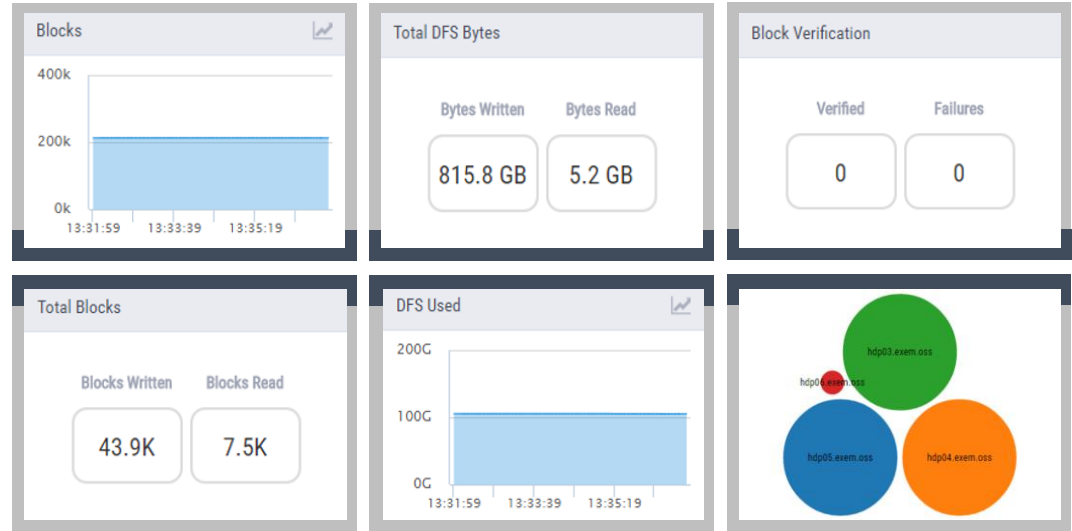 Blocks
400k
200k
0k
13:31:59 13:33:39 13:35:19
Total DFS Bytes
Bytes Written Bytes Read
815.8 GB 5.2 GB
Block Verification
Verified Failures
0 0
Total Blocks
Blocks Written Blocks Read
43.9K 7.5K
DFS Used
200G
100G
0G
13:31:59 13:33:39 13:35:19
hdp03.exem.oss
hdp06.exem.oss
hdp05.exem.oss hdp04.exem.oss